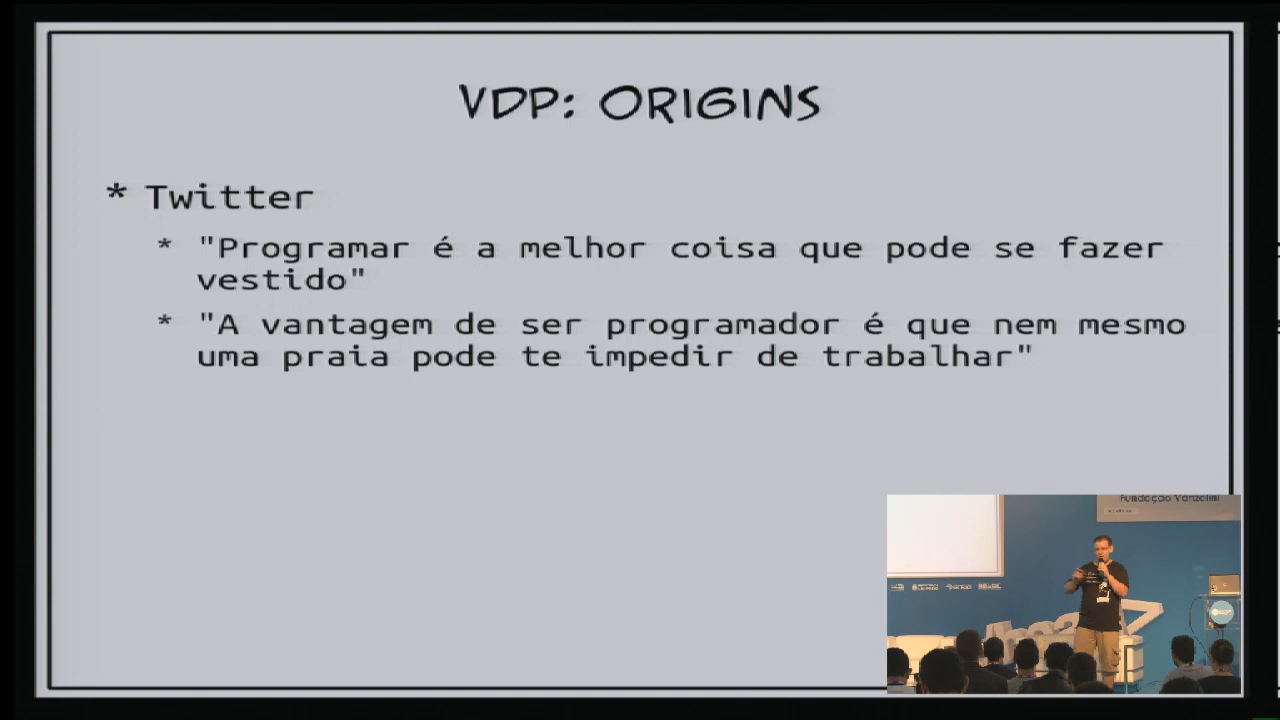 VDP: ORIGINS
* Twitter
* "Programar é a melhor coisa que pode se fazer
vestido"
* "A vantagem de ser programador é que nem mesmo
uma praia pode te impedir de trabalhar"
Fundação Vanzolini